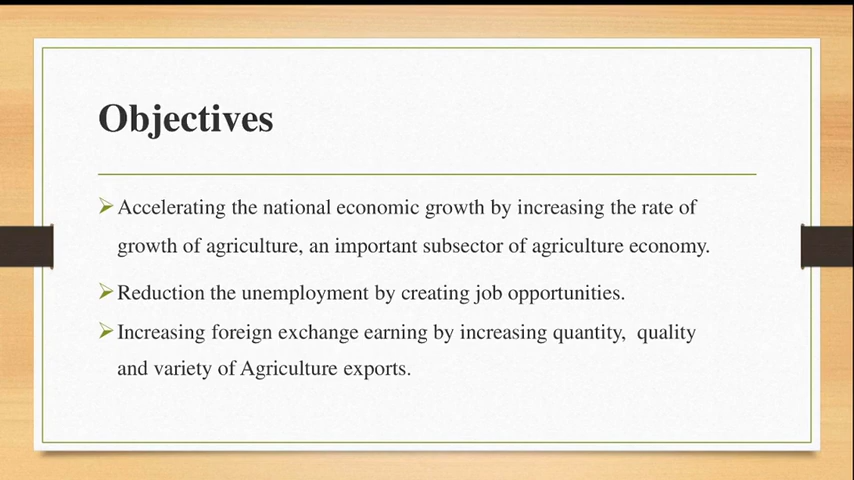 Objectives
Accelerating the national economic growth by increasing the rate of
growth of agriculture, an important subsector of agriculture economy.
Reduction the unemployment by creating job opportunities.
Increasing foreign exchange earning by increasing quantity,  quality
and variety of Agriculture exports.